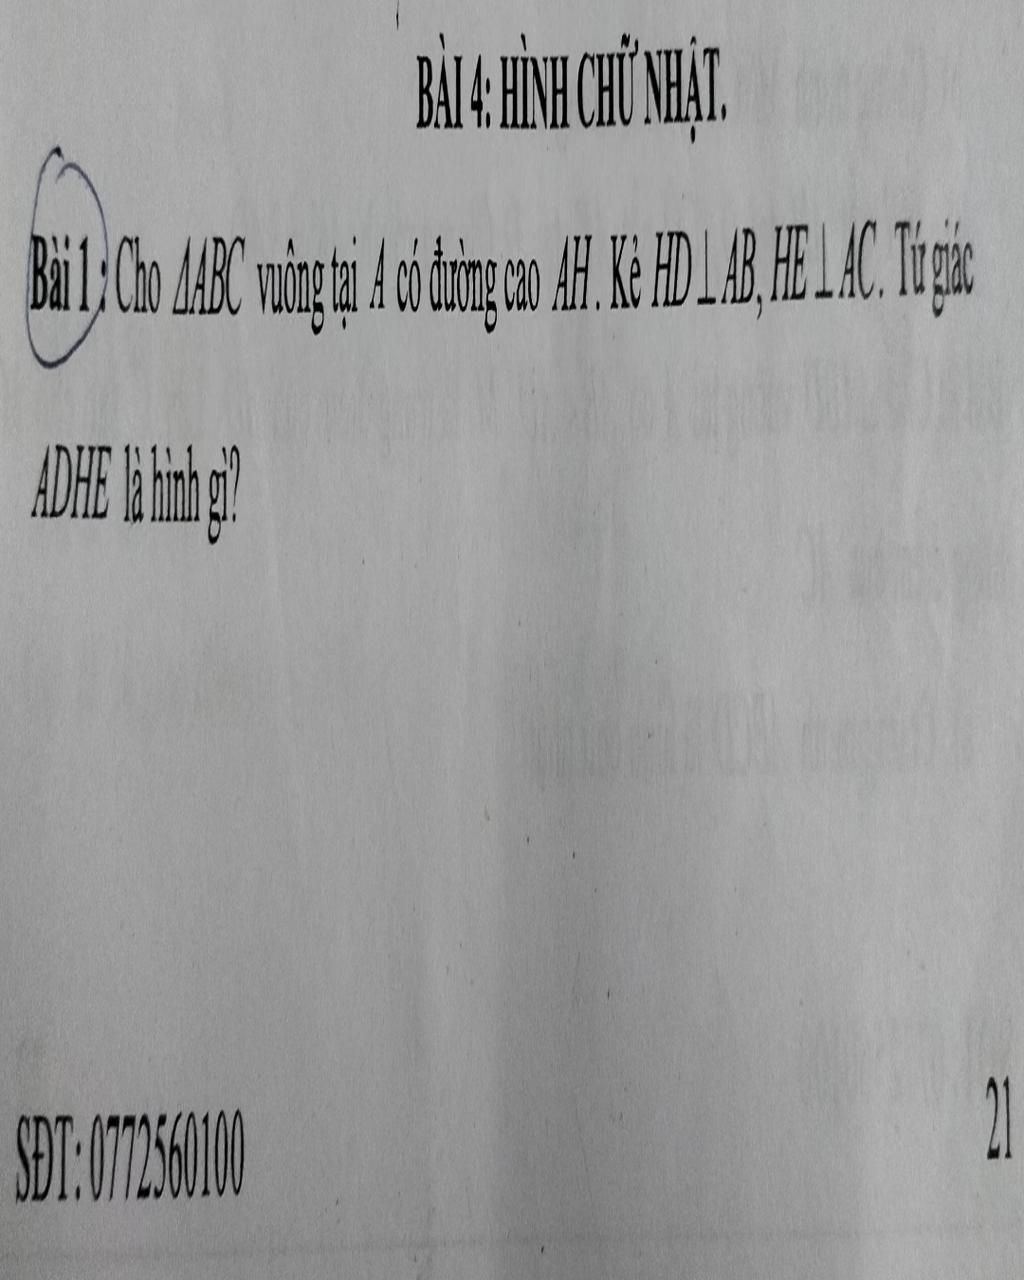 BÀI 4: HÌNH CHỮ NHẬT.
Bài 1 : Cho ΔABC vuông tại A có đường cao AH. Kẻ HD ⊥ AB, HE ⊥ AC. Tứ giác
ADHE là hình gì?
21
SĐT: 0772560100